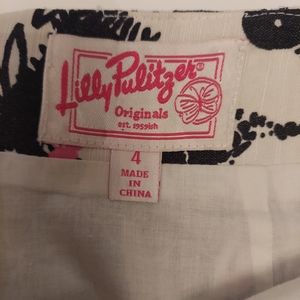 Lilly Pulitzer®
Originals
est. 1959ish
4
MADE IN
CHINA